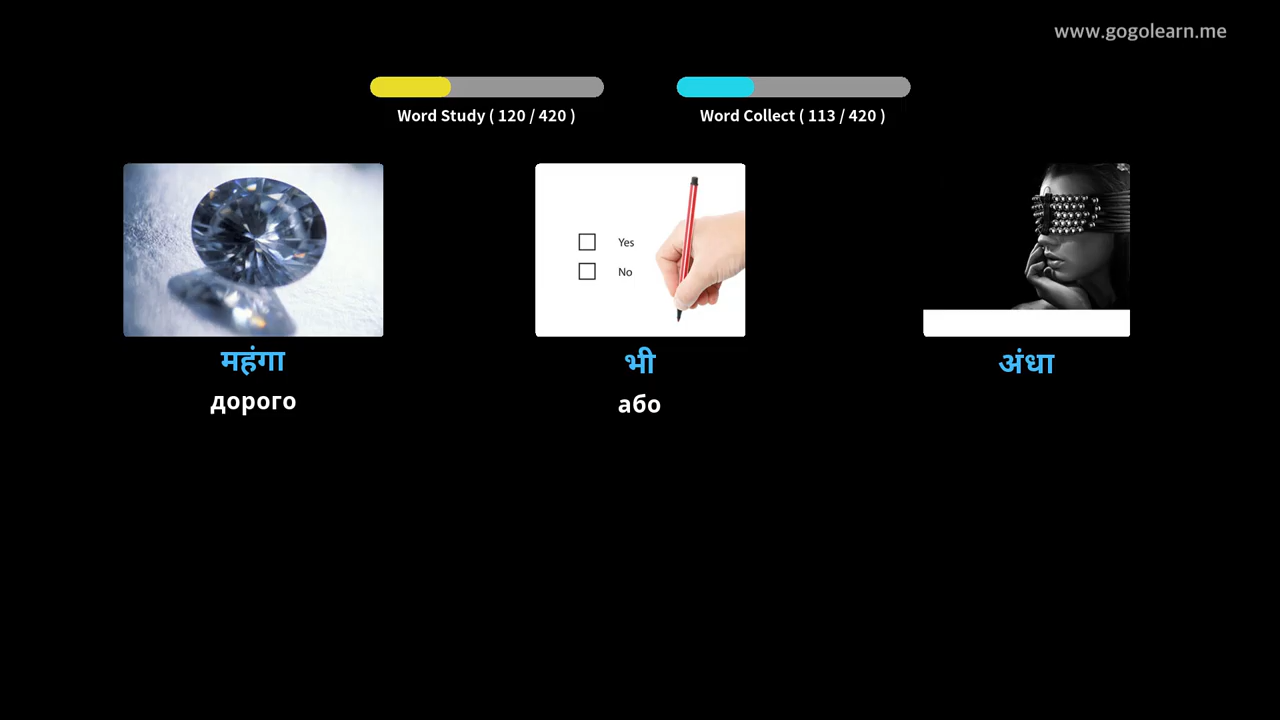 www.gogolearn.me
Word Study ( 120 / 420 )
Word Collect ( 113 / 420 )
Yes
No
महंगा
भी
अंधा
дорого
або